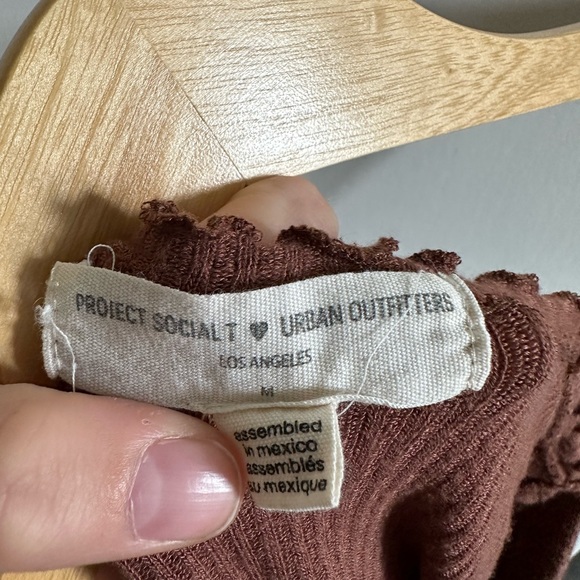 PROJECT SOCIAL T ♥ URBAN OUTFITTERS
LOS ANGELES
M
assembled
in mexico
assemblés
au mexique